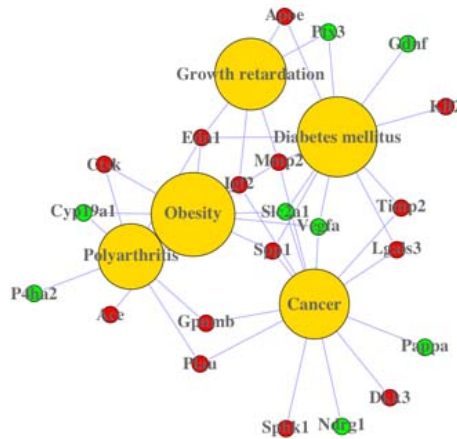 Apoe
Ptx3
Gdnf
Growth retardation
Edn1
Diabetes mellitus
Ctsk
Mmp2
Igf2
Cyp19a1
Obesity
Slc2a1
Timp2
Vegfa
Polyarthritis
Spp1
Lgals3
P4ha2
Cancer
Ace
Gpnmb
Pappa
Plau
Dkk3
Sphk1
Ndrg1